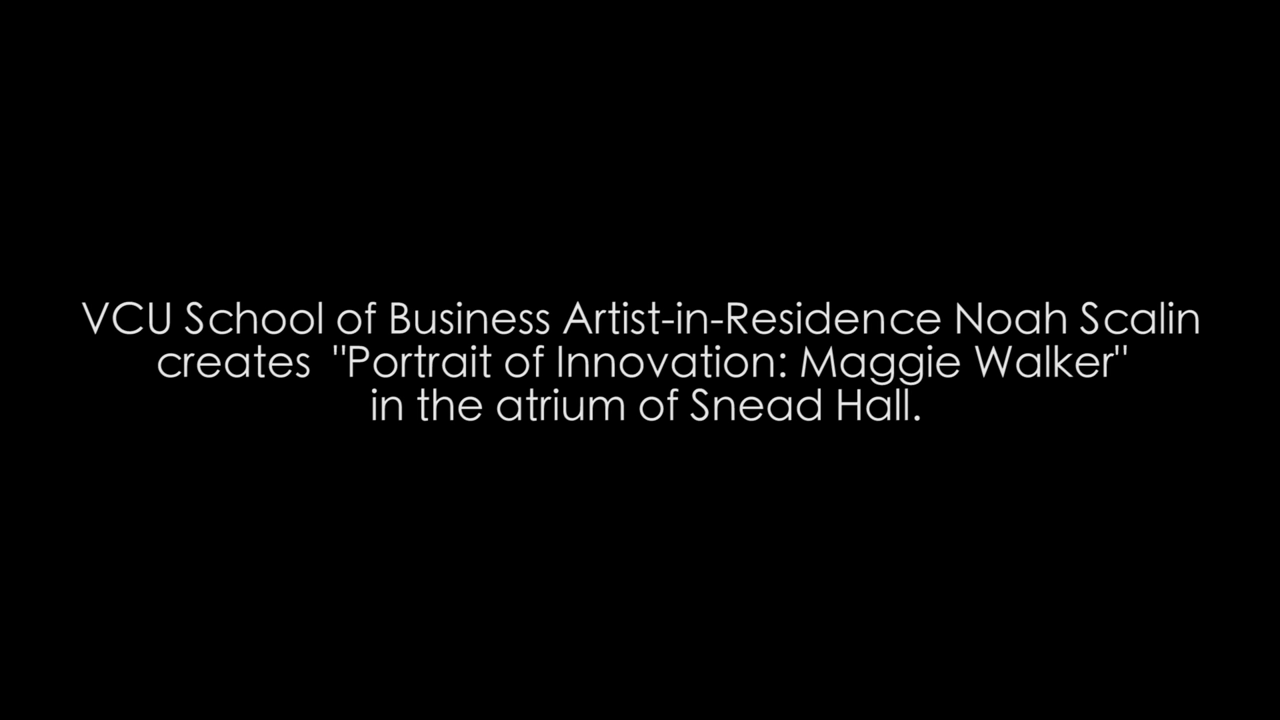 VCU School of Business Artist-in-Residence Noah Scalin
creates  "Portrait of Innovation: Maggie Walker"
in the atrium of Snead Hall.